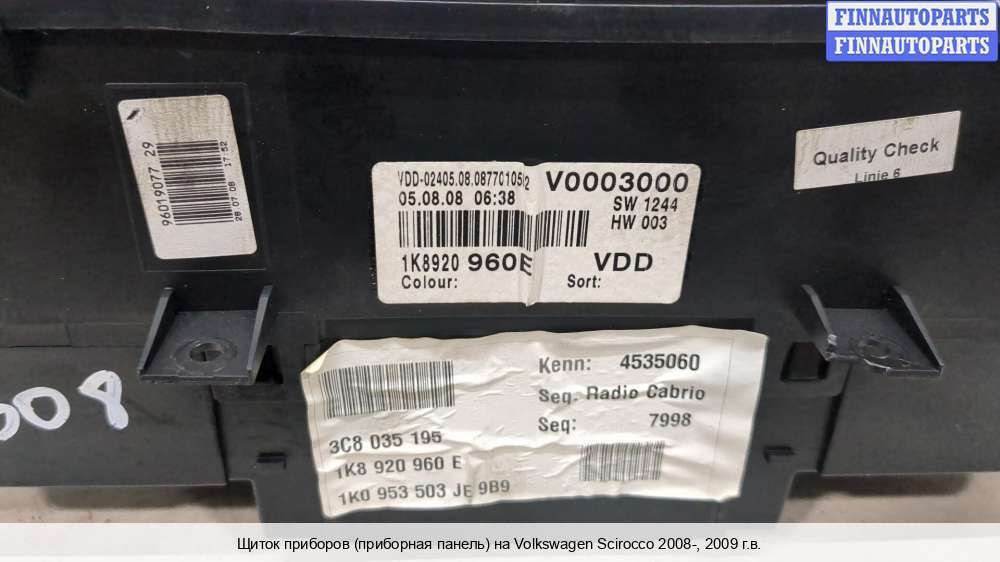 FINNAUTOPARTS
FINNAUTOPARTS
96019077 29
28 07 08 17:52
VDD-02405.08.0877010512
V0003000
05.08.08 06:38
SW 1244
HW 003
1K8920 960E VDD
Colour: Sort:
Quality Check
Linie 6
008
Kenn: 4535060
Seq. Radio Cabrio
Seq: 7998
3C8 035 195
1K8 920 960 E
1K0 953 503 JE 9B9
Щиток приборов (приборная панель) на Volkswagen Scirocco 2008-, 2009 г.в.